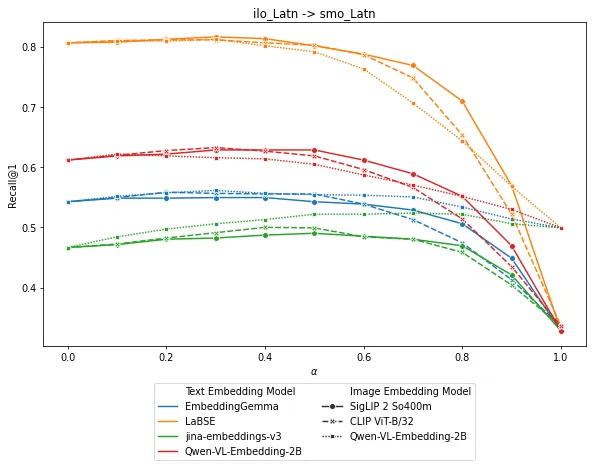 ilo_Latn -> smo_Latn
Recall@1
0.8
0.7
0.6
0.5
0.4
0.0 0.2 0.4 0.6 0.8 1.0
α
Text Embedding Model Image Embedding Model
EmbeddingGemma SigLIP 2 So400m
LaBSE CLIP ViT-B/32
jina-embeddings-v3 Qwen-VL-Embedding-2B
Qwen-VL-Embedding-2B